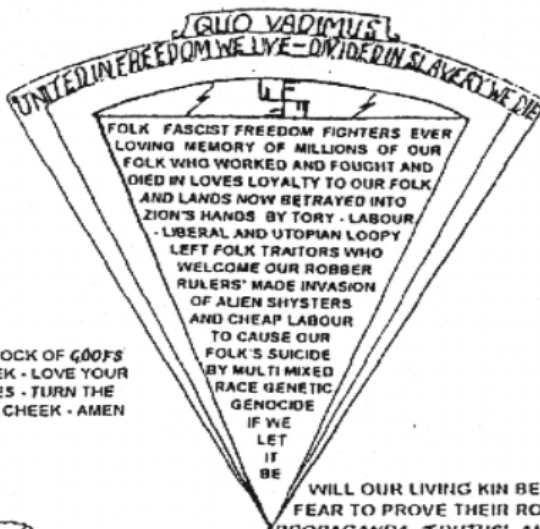 QUO VADIMUS
UNITED IN FREEDOM WE LIVE - DIVIDED IN SLAVERY WE DIE
FOLK FASCIST FREEDOM FIGHTERS EVER
LOVING MEMORY OF MILLIONS OF OUR
FOLK WHO WORKED AND FOUGHT AND
DIED IN LOVES LOYALTY TO OUR FOLK
AND LANDS NOW BETRAYED INTO
ZION'S HANDS BY TORY - LABOUR
- LIBERAL AND UTOPIAN LOOPY
LEFT FOLK TRAITORS WHO
WELCOME OUR ROBBER
RULERS' MADE INVASION
OF ALIEN SHYSTERS
AND CHEAP LABOUR
TO CAUSE OUR
FOLK'S SUICIDE
BY MULTI MIXED
RACE GENETIC
GENOCIDE
IF WE
LET
IT
BE
OCK OF GOOFS
EK - LOVE YOUR
ES - TURN THE
CHEEK - AMEN
WILL OUR LIVING KIN BE
FEAR TO PROVE THEIR RO